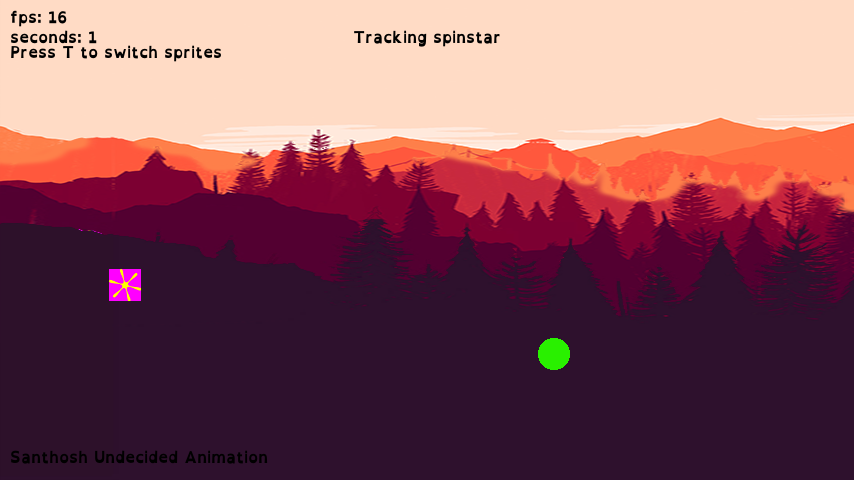 fps: 16
seconds: 1
Press T to switch sprites
Tracking spinstar
Santhosh Undecided Animation